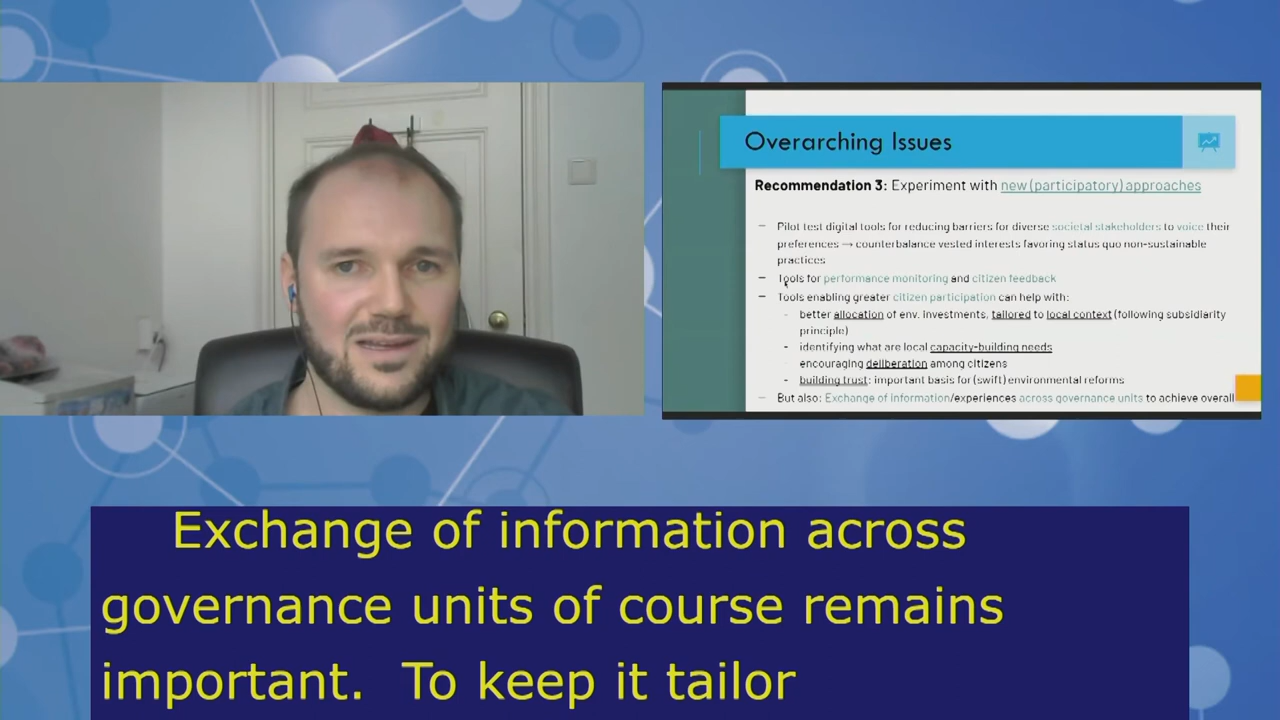 Overarching Issues
Recommendation 3: Experiment with new (participatory) approaches
– Pilot test digital tools for reducing barriers for diverse societal stakeholders to voice their
preferences → counterbalance vested interests favoring status quo non-sustainable
practices
– Tools for performance monitoring and citizen feedback
– Tools enabling greater citizen participation can help with:
- better allocation of env. investments, tailored to local context (following subsidiarity
principle)
- identifying what are local capacity-building needs
- encouraging deliberation among citizens
- building trust: important basis for (swift) environmental reforms
– But also: Exchange of information/experiences across governance units to achieve overall
Exchange of information across
governance units of course remains
important. To keep it tailor